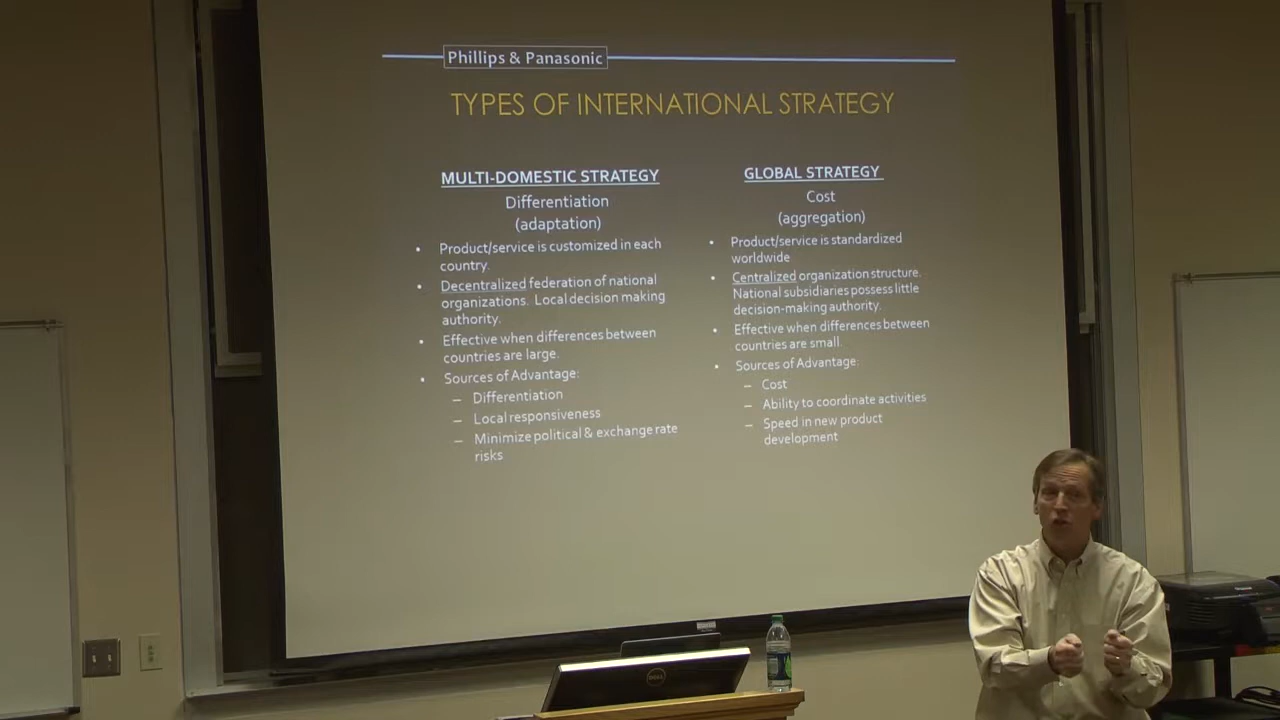 Phillips & Panasonic
TYPES OF INTERNATIONAL STRATEGY
MULTI-DOMESTIC STRATEGY
Differentiation
(adaptation)
• Product/service is customized in each
country.
• Decentralized federation of national
organizations. Local decision making
authority.
• Effective when differences between
countries are large.
• Sources of Advantage:
– Differentiation
– Local responsiveness
– Minimize political & exchange rate
risks
GLOBAL STRATEGY
Cost
(aggregation)
• Product/service is standardized
worldwide
• Centralized organization structure.
National subsidiaries possess little
decision-making authority.
• Effective when differences between
countries are small.
• Sources of Advantage:
– Cost
– Ability to coordinate activities
– Speed in new product
development
DELL